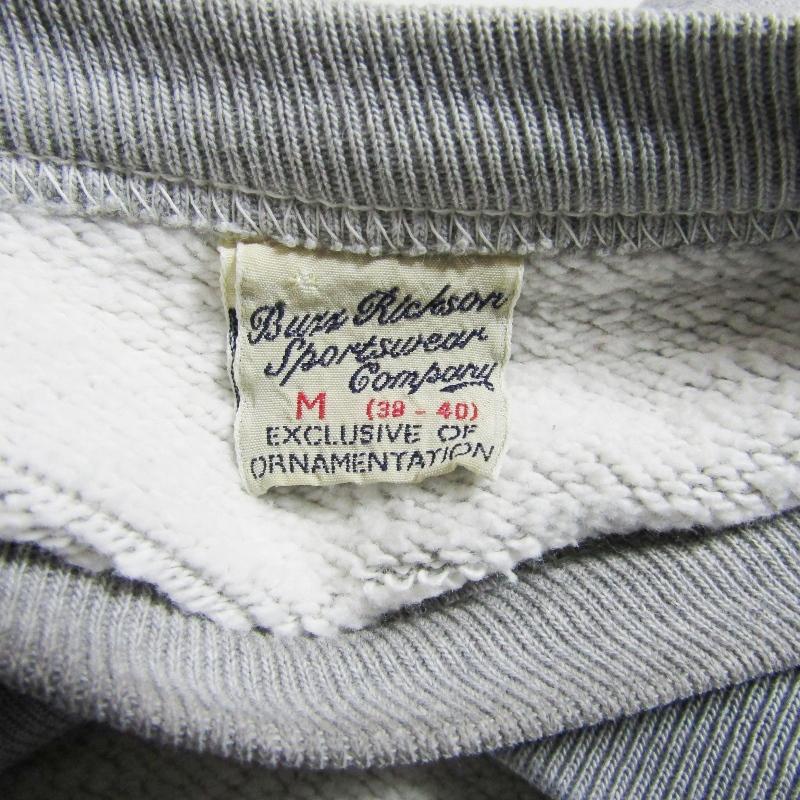 Buzz Rickson
Sportswear
Company
M (38 - 40)
EXCLUSIVE OF
ORNAMENTATION